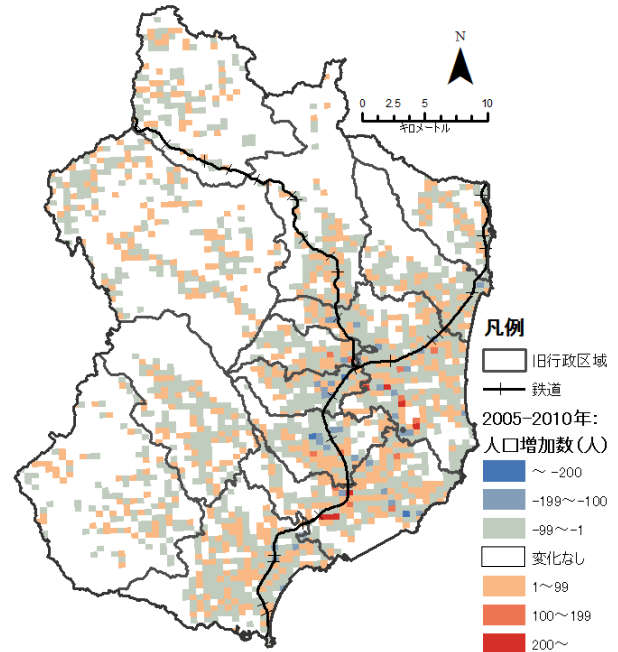 N
0 2.5 5 10
キロメートル
凡例
旧行政区域
鉄道
2005-2010年:
人口増加数(人)
～ -200
-199～-100
-99～-1
変化なし
1～99
100～199
200～